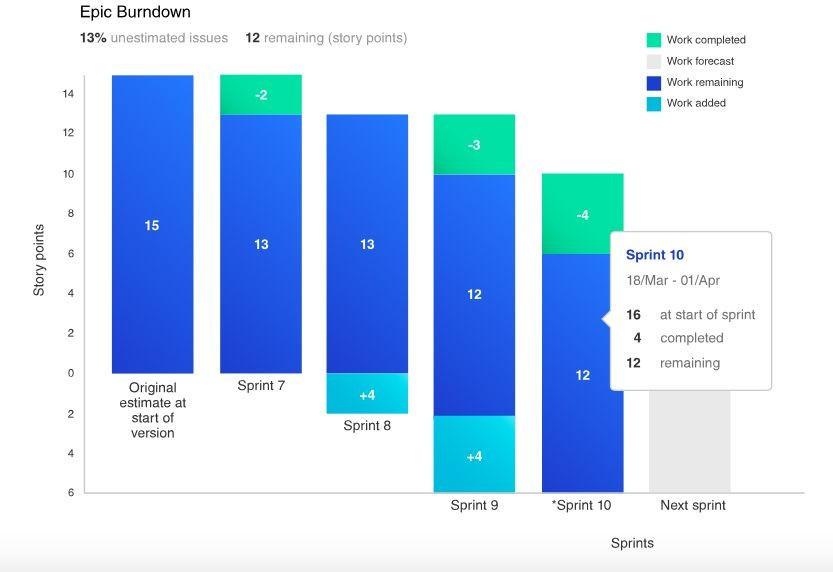 Epic Burndown
13% unestimated issues 12 remaining (story points)
Work completed
Work forecast
Work remaining
Work added
Story points
14
12
10
8
6
4
2
0
2
4
6
15
-2
13
13
+4
-3
12
+4
-4
12
Sprint 10
18/Mar - 01/Apr
16 at start of sprint
4 completed
12 remaining
Original
estimate at
start of
version
Sprint 7
Sprint 8
Sprint 9
*Sprint 10
Next sprint
Sprints